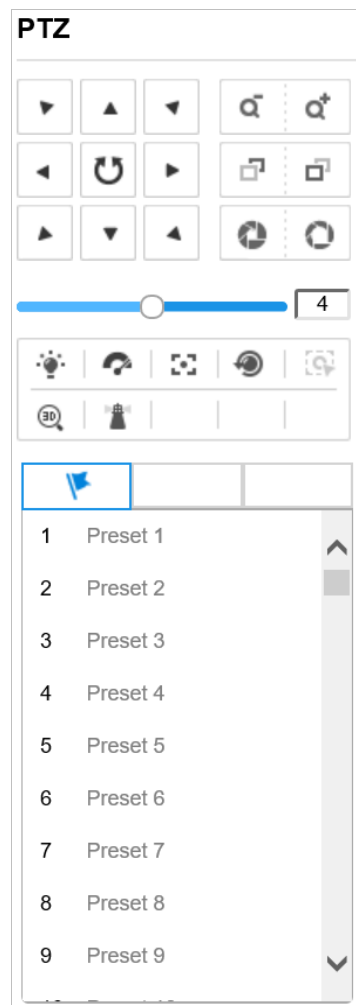 PTZ
4
3D
1 Preset 1
2 Preset 2
3 Preset 3
4 Preset 4
5 Preset 5
6 Preset 6
7 Preset 7
8 Preset 8
9 Preset 9